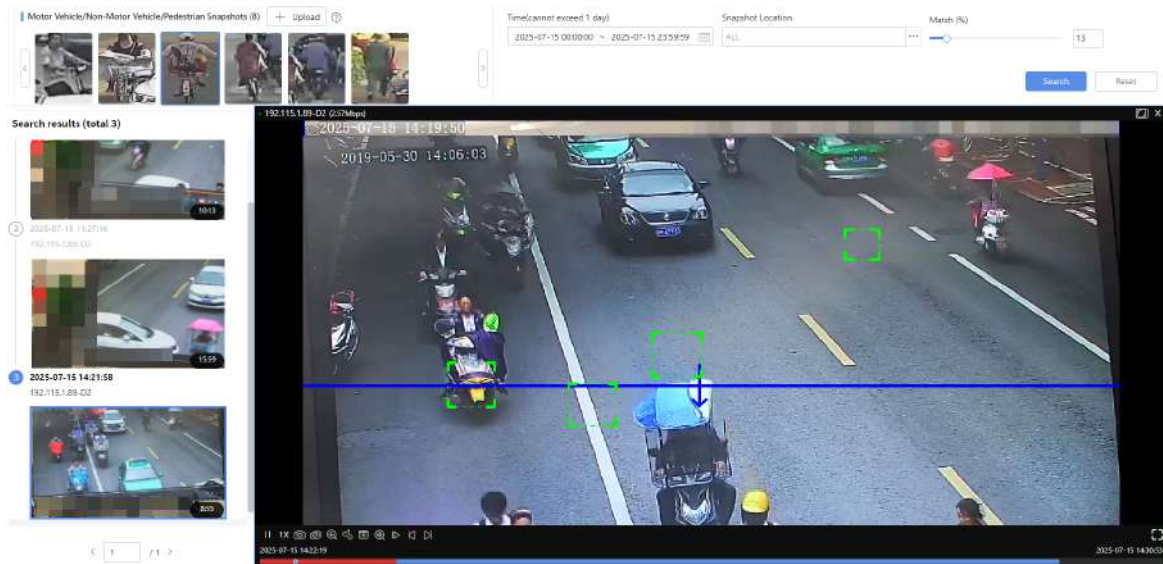 Motor Vehicle/Non-Motor Vehicle/Pedestrian Snapshots (8)
+ Upload
Time(cannot exceed 1 day)
2025-07-15 00:00:00 ~ 2025-07-15 23:59:59
Snapshot Location
ALL
...
Match (%)
13
Search
Reset
Search results (total 3)
10:13
2
2025-07-15 11:27:16
192.115.1.89-D2
15:59
3
2025-07-15 14:21:58
192.115.1.89-D2
8:35
< 1 / 1 >
192.115.1.89-D2 (2.57Mbps)
2025-07-15 14:19:50
2019-05-30 14:06:03
1X
2025-07-15 14:22:19
2025-07-15 14:30:53